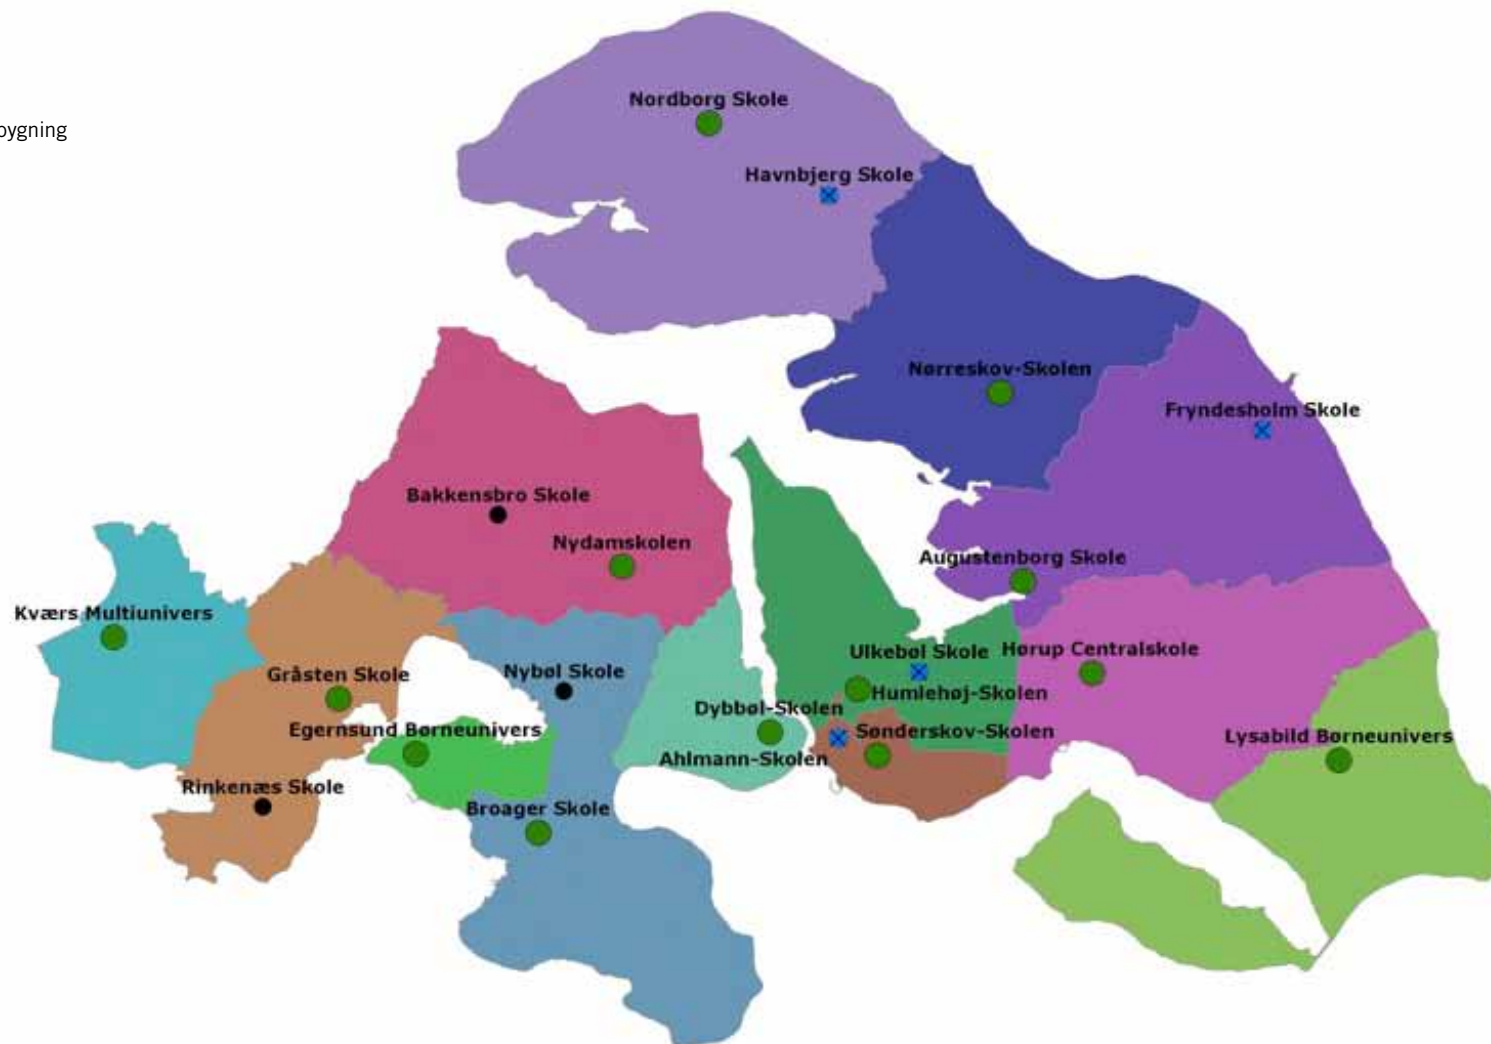 Nordborg Skole
bygning
Havnbjerg Skole
Nørreskov-Skolen
Fryndesholm Skole
Bakkensbro Skole
Nydamskolen
Augustenborg Skole
Kværs Multiunivers
Ulkebøl Skole
Hørup Centralskole
Gråsten Skole
Nybøl Skole
Humlehøj-Skolen
Dybbøl-Skolen
Egernsund Børneunivers
Sønderskov-Skolen
Lysabild Børneunivers
Ahlmann-Skolen
Rinkenæs Skole
Broager Skole